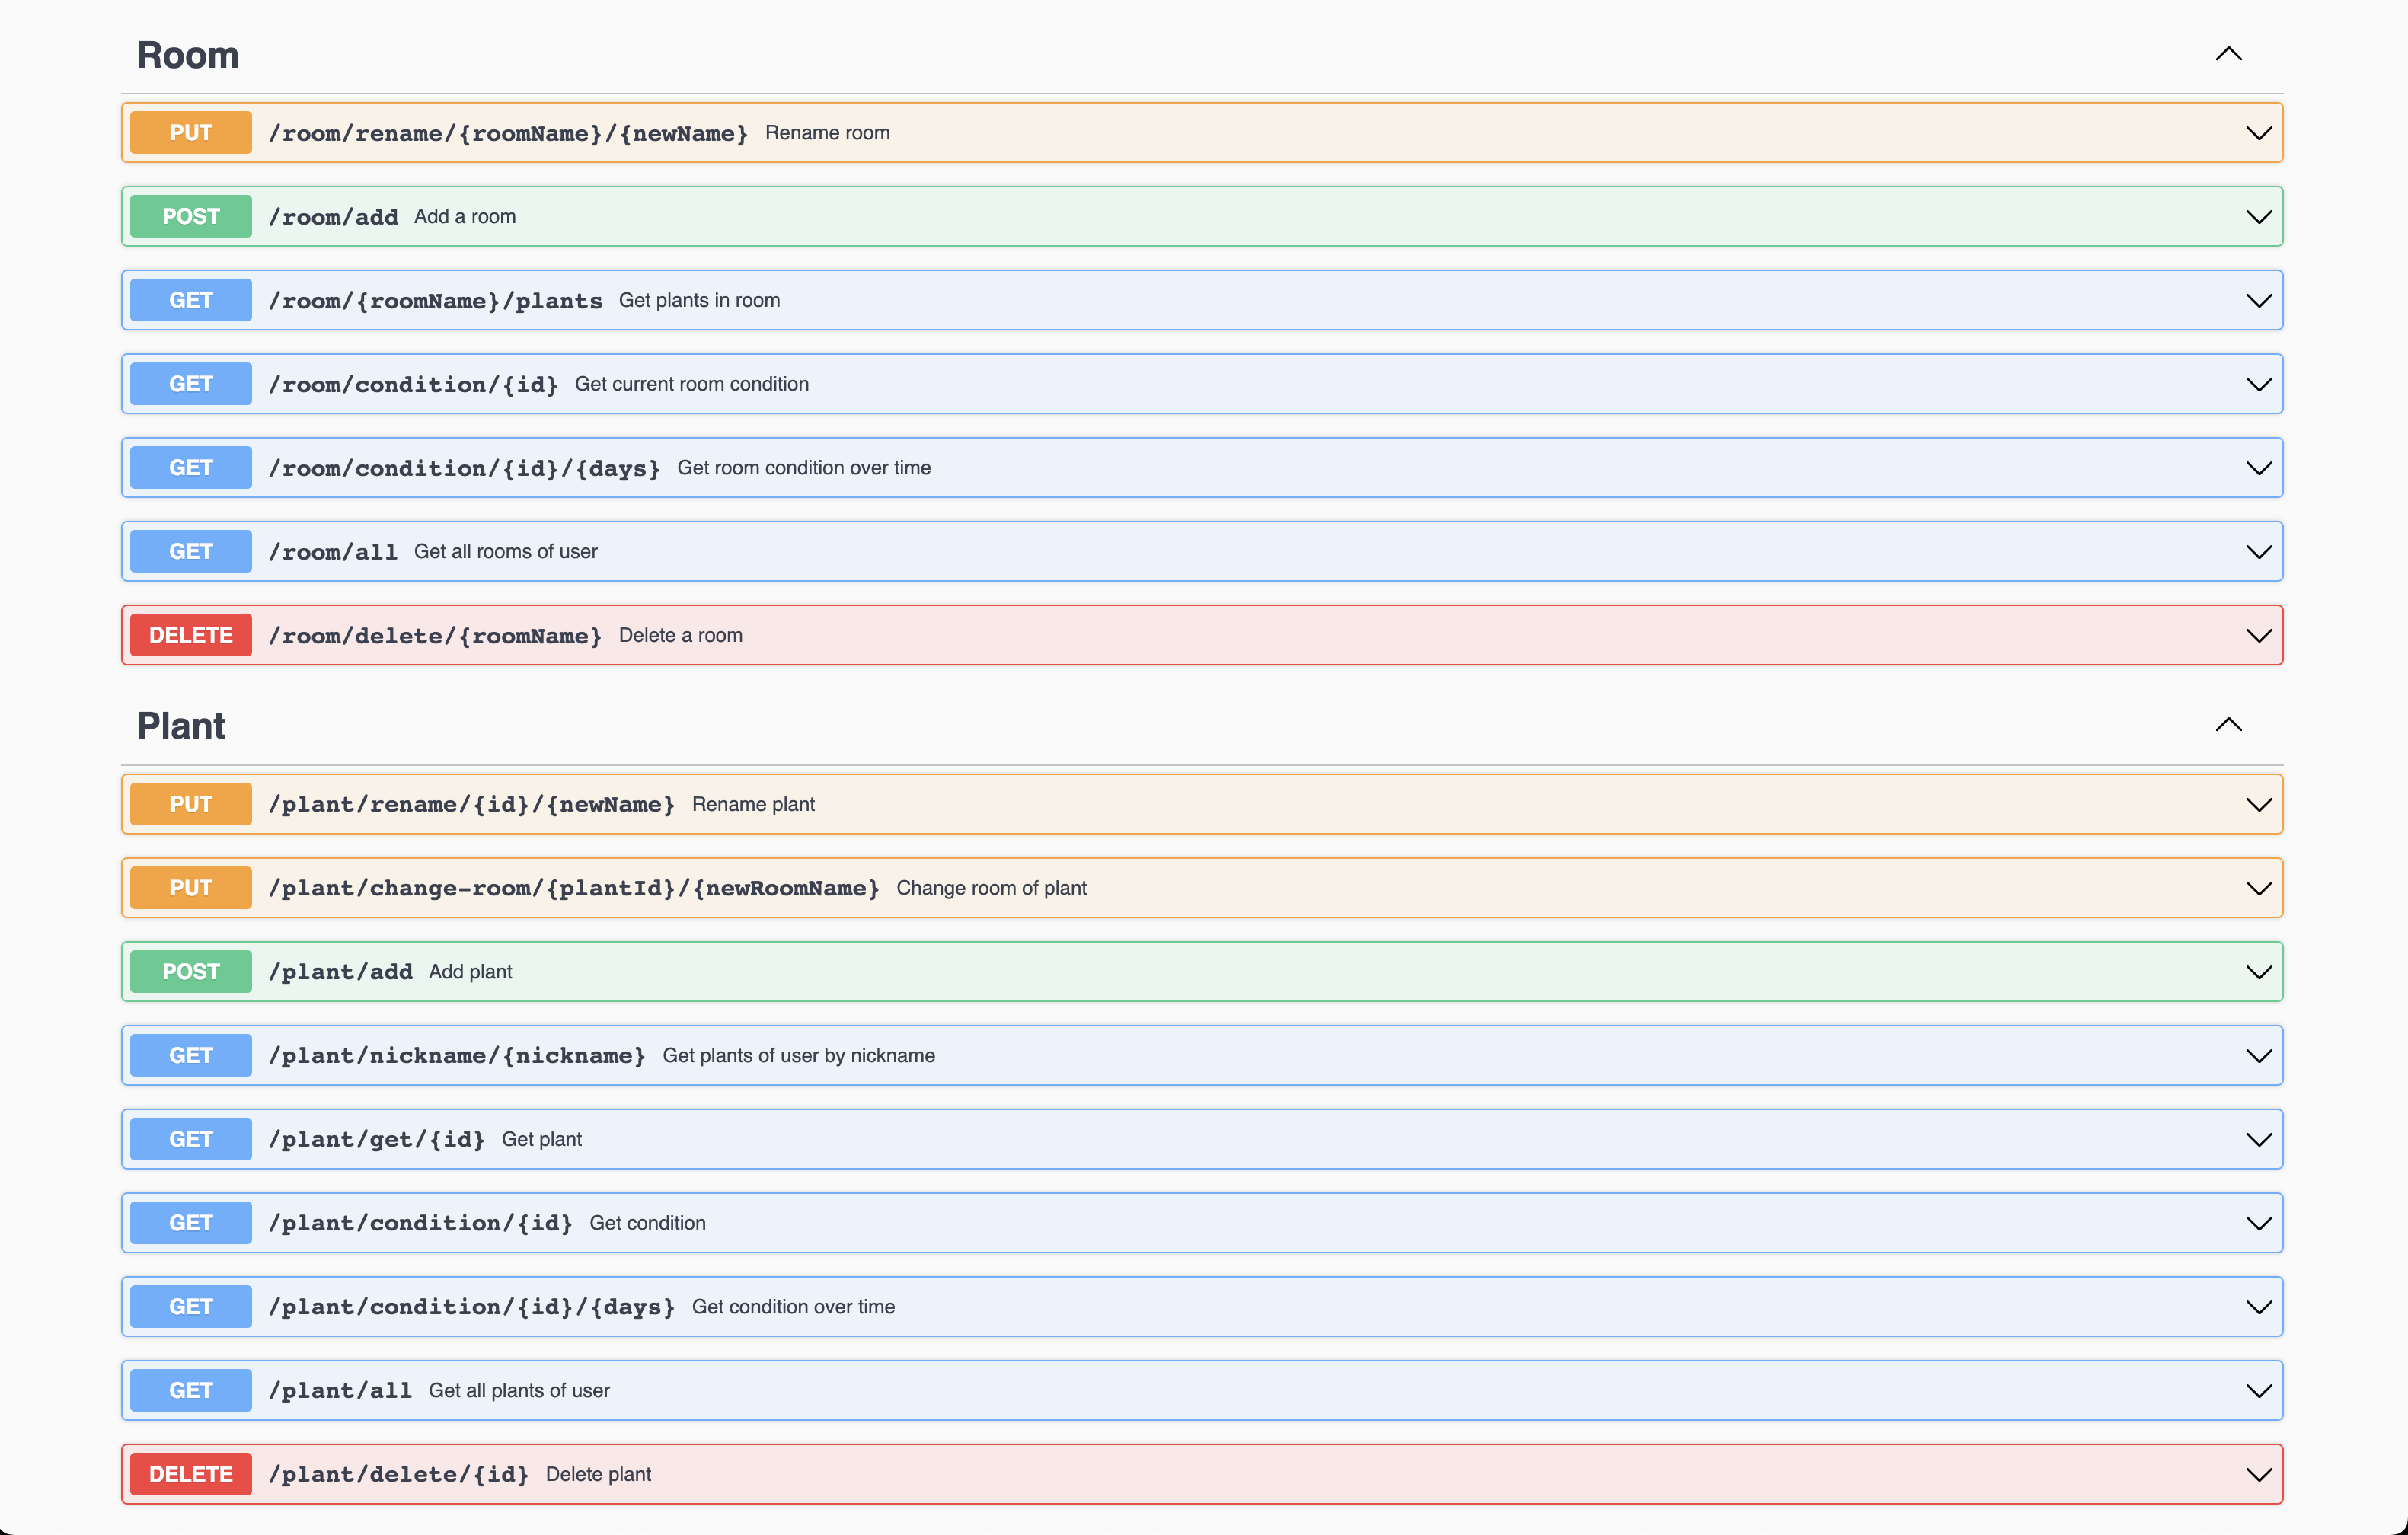 Room
PUT /room/rename/{roomName}/{newName} Rename room
POST /room/add Add a room
GET /room/{roomName}/plants Get plants in room
GET /room/condition/{id} Get current room condition
GET /room/condition/{id}/{days} Get room condition over time
GET /room/all Get all rooms of user
DELETE /room/delete/{roomName} Delete a room
Plant
PUT /plant/rename/{id}/{newName} Rename plant
PUT /plant/change-room/{plantId}/{newRoomName} Change room of plant
POST /plant/add Add plant
GET /plant/nickname/{nickname} Get plants of user by nickname
GET /plant/get/{id} Get plant
GET /plant/condition/{id} Get condition
GET /plant/condition/{id}/{days} Get condition over time
GET /plant/all Get all plants of user
DELETE /plant/delete/{id} Delete plant